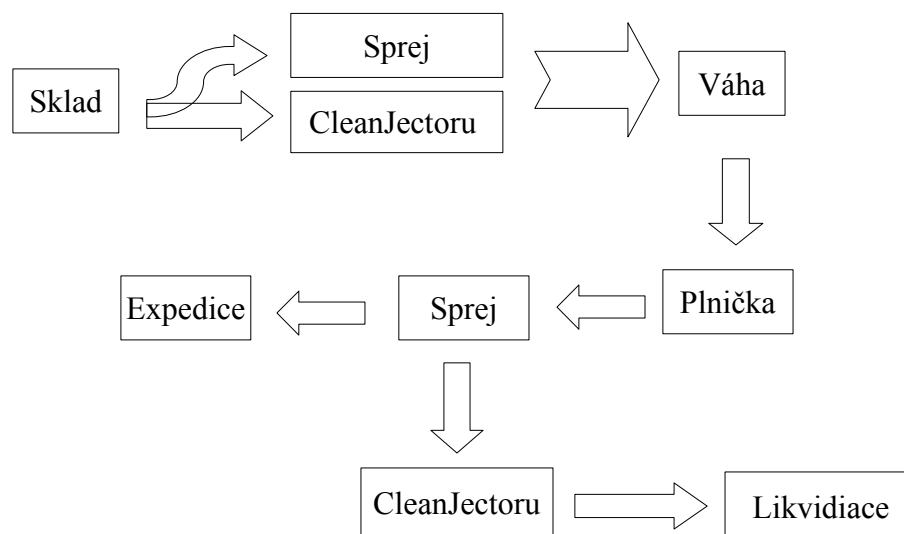 Sprej
Sklad
Váha
CleanJectoru
Expedice
Sprej
Plnička
CleanJectoru
Likvidiace